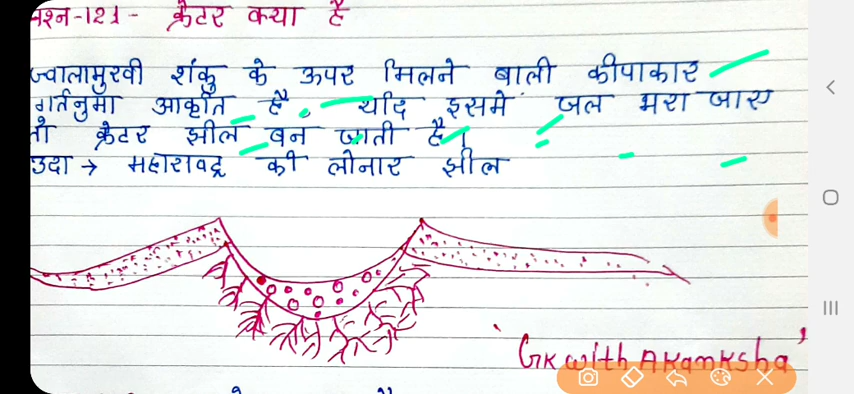 प्रश्न-121- क्रेटर क्या है
ज्वालामुखी शंकु के ऊपर मिलने बाली कीपाकार
गर्तनुमा आकृति है। यदि इसमे जल भरा जाए
तो क्रेटर झील बन जाती है।
उदा → महाराष्ट्र की लोनार झील
'GK with Akanksha'